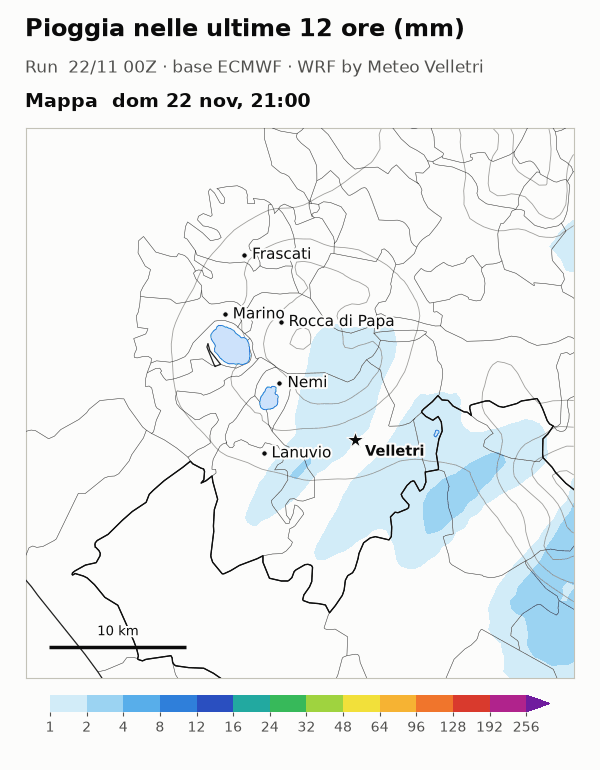 Pioggia nelle ultime 12 ore (mm)
Run  22/11 00Z · base ECMWF · WRF by Meteo Velletri
Mappa  dom 22 nov, 21:00
Frascati
Marino
Rocca di Papa
Nemi
Velletri
Lanuvio
10 km
1 2 4 8 12 16 24 32 48 64 96 128 192 256